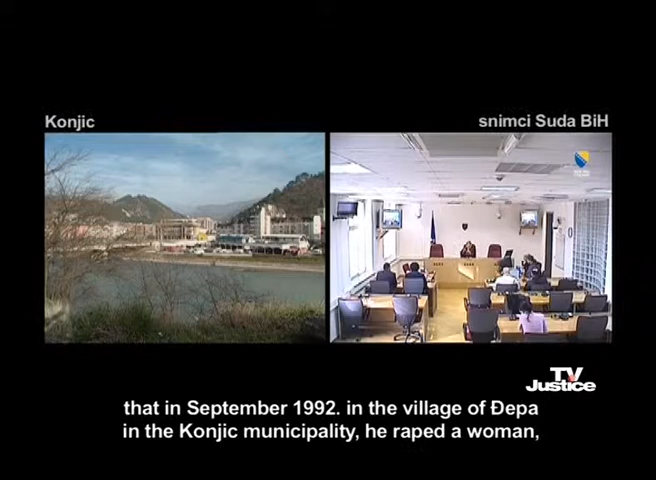 Konjic
snimci Suda BiH
TV
Justice
that in September 1992. in the village of Đepa
in the Konjic municipality, he raped a woman,